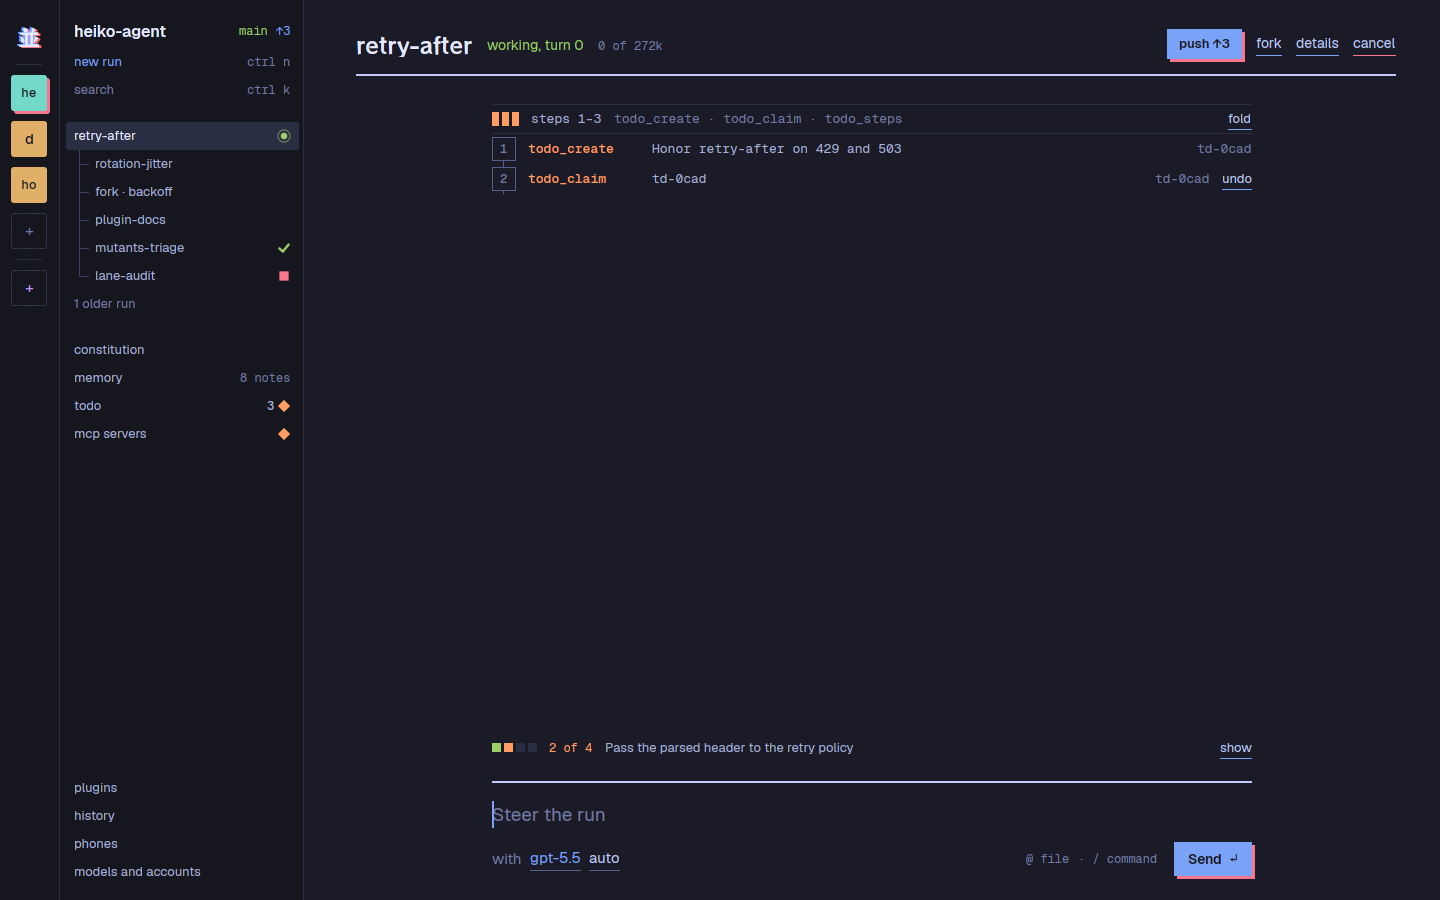 he
d
ho
+
+
heiko-agent main ↑3
new run ctrl n
search ctrl k
retry-after
rotation-jitter
fork · backoff
plugin-docs
mutants-triage
lane-audit
1 older run
constitution
memory 8 notes
todo 3
mcp servers
plugins
history
phones
models and accounts
retry-after working, turn 0 0 of 272k push ↑3 fork details cancel
steps 1–3 todo_create · todo_claim · todo_steps fold
1 todo_create Honor retry-after on 429 and 503 td-0cad
2 todo_claim td-0cad td-0cad undo
2 of 4 Pass the parsed header to the retry policy show
Steer the run
with gpt-5.5 auto @ file · / command Send ↵